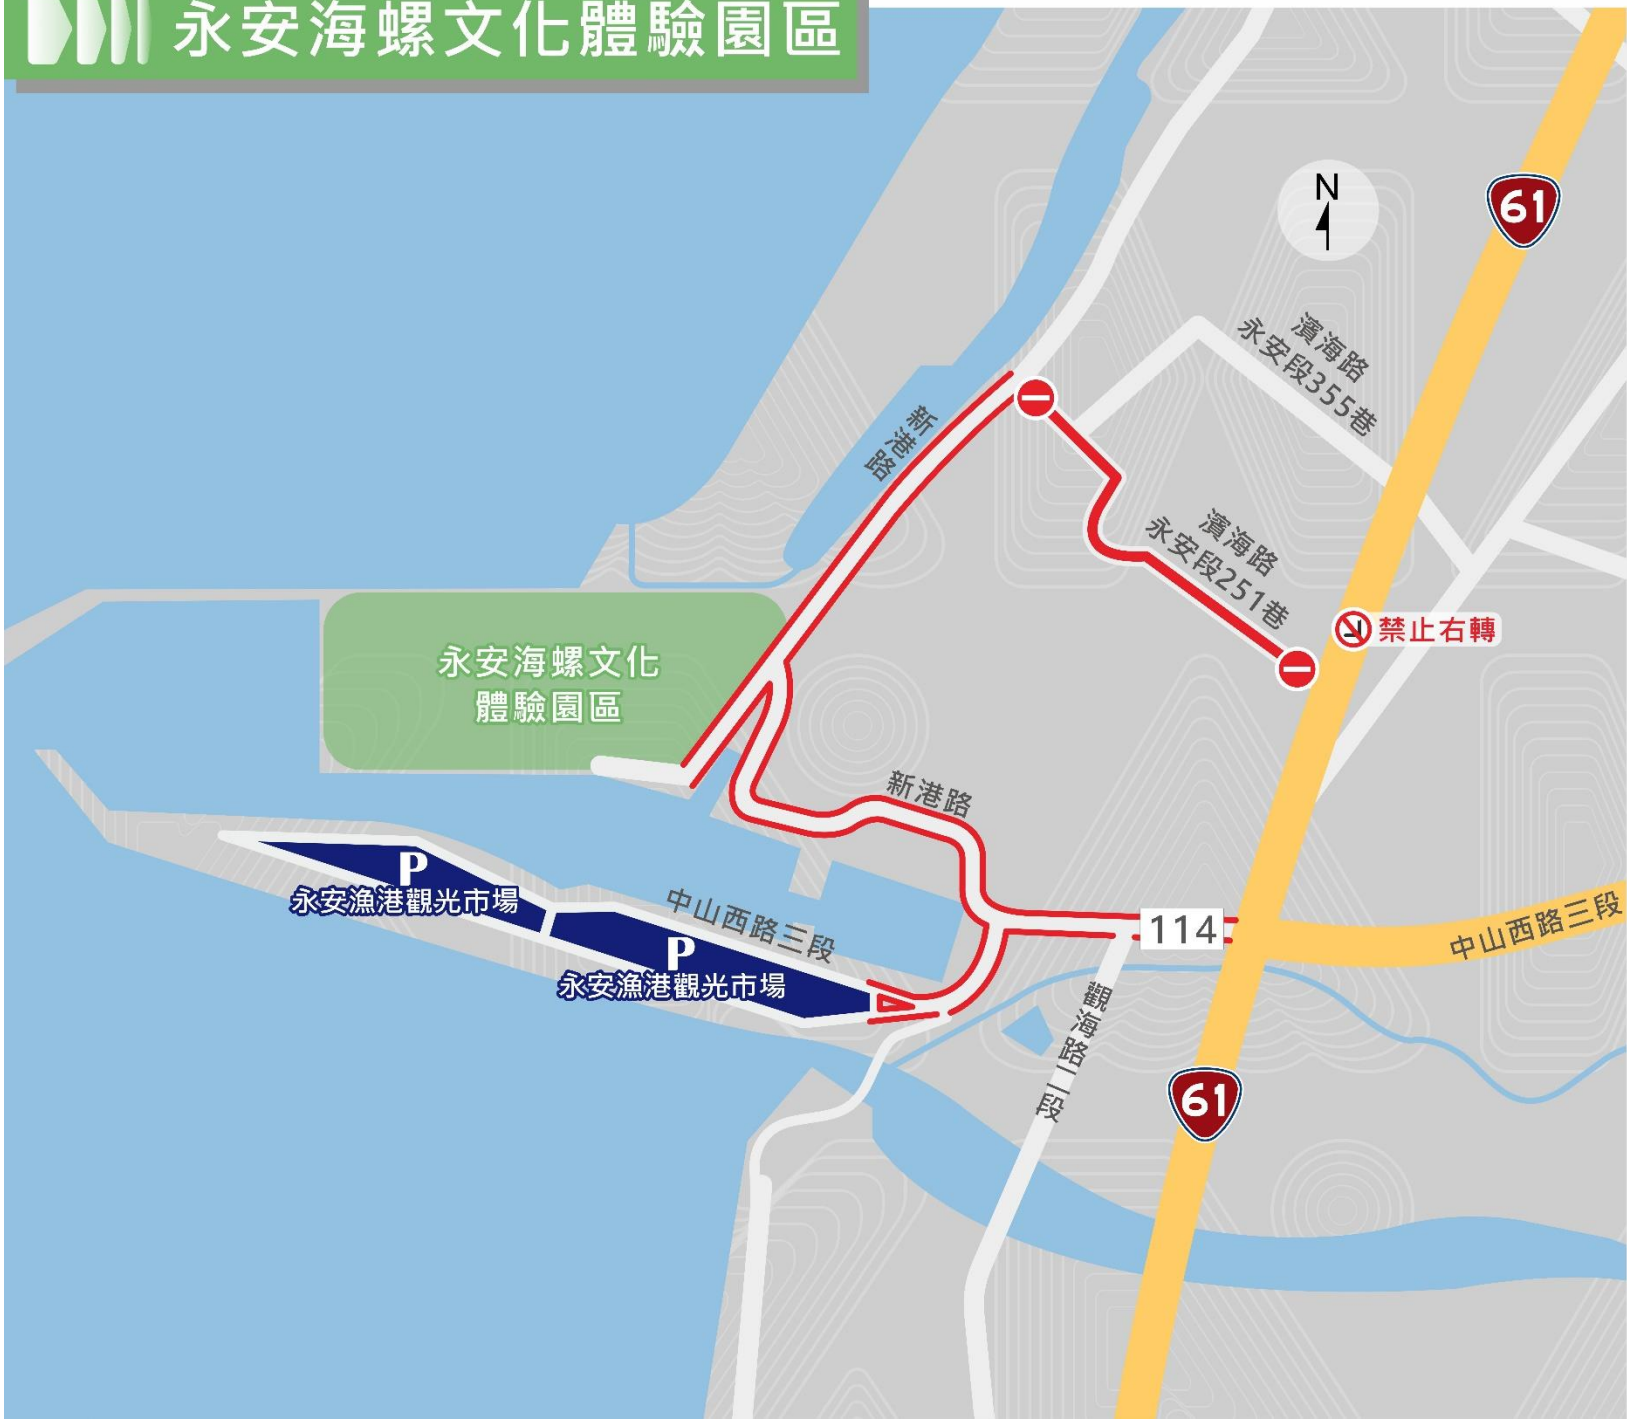 永安海螺文化體驗園區
61
N
濱海路
永安段355巷
新港路
濱海路
永安段251巷
禁止右轉
永安海螺文化
體驗園區
新港路
P
永安漁港觀光市場
中山西路三段
P
永安漁港觀光市場
114
中山西路三段
觀海路二段
61